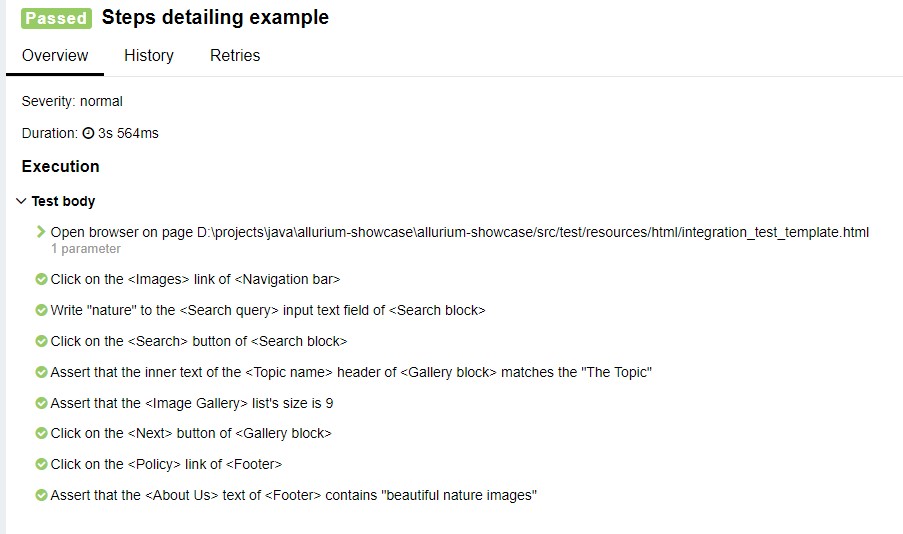 Passed Steps detailing example
Overview History Retries
Severity: normal
Duration: 3s 564ms
Execution
Test body
Open browser on page D:\projects\java\allurium-showcase\allurium-showcase/src/test/resources/html/integration_test_template.html
1 parameter
Click on the <Images> link of <Navigation bar>
Write "nature" to the <Search query> input text field of <Search block>
Click on the <Search> button of <Search block>
Assert that the inner text of the <Topic name> header of <Gallery block> matches the "The Topic"
Assert that the <Image Gallery> list's size is 9
Click on the <Next> button of <Gallery block>
Click on the <Policy> link of <Footer>
Assert that the <About Us> text of <Footer> contains "beautiful nature images"